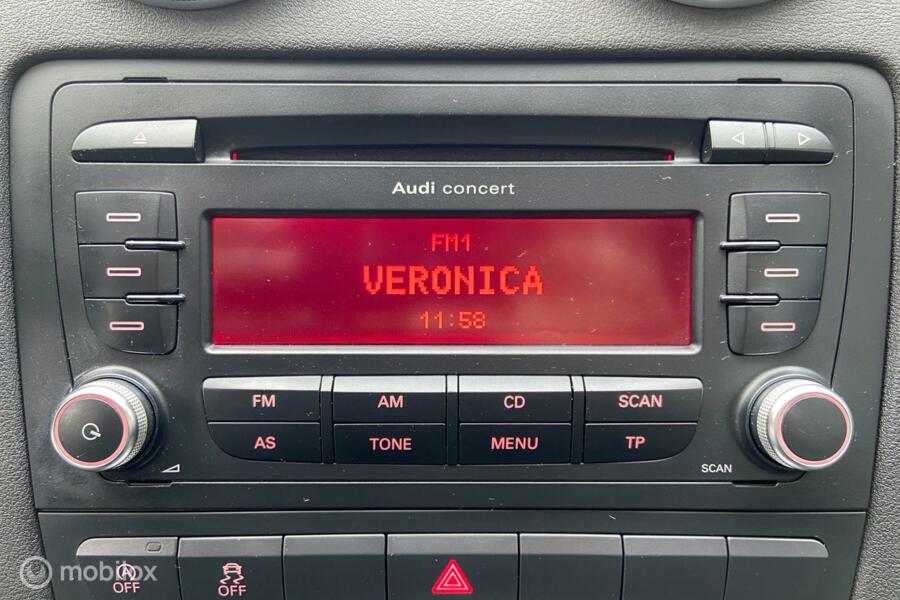 Audi concert
FM1
VERONICA
11:58
FM AM CD SCAN
AS TONE MENU TP
SCAN
OFF OFF
mobilox